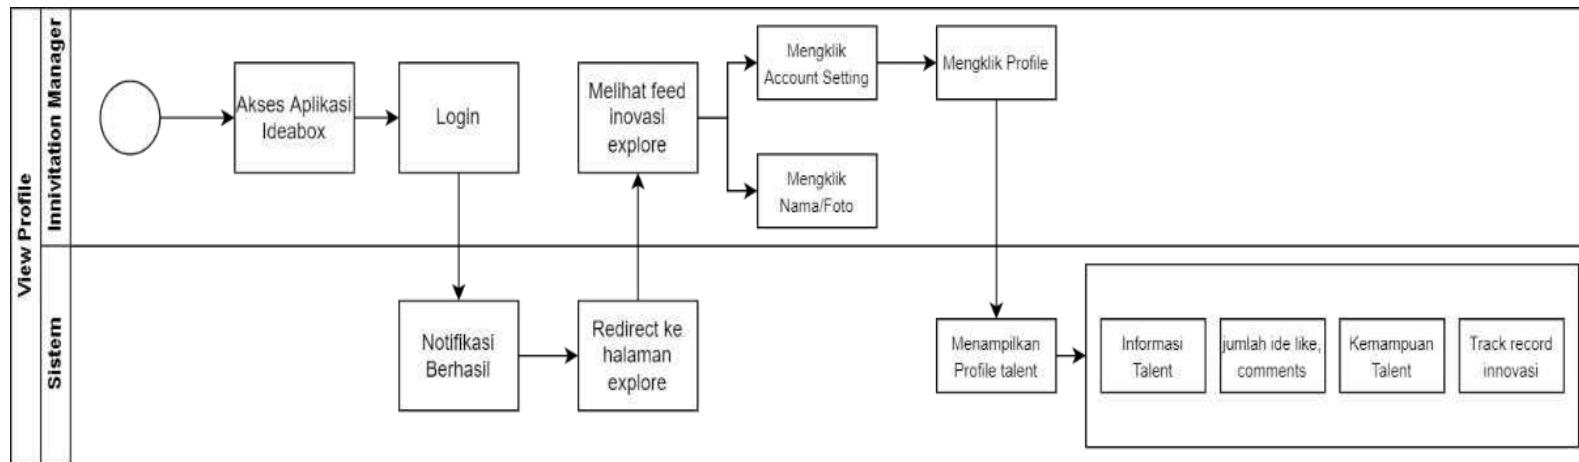 View Profile
Innivitation Manager
Akses Aplikasi
Ideabox
Login
Melihat feed
inovasi
explore
Mengklik
Account Setting
Mengklik Profile
Mengklik
Nama/Foto
Sistem
Notifikasi
Berhasil
Redirect ke
halaman
explore
Menampilkan
Profile talent
Informasi
Talent
jumlah ide like,
comments
Kemampuan
Talent
Track record
innovasi